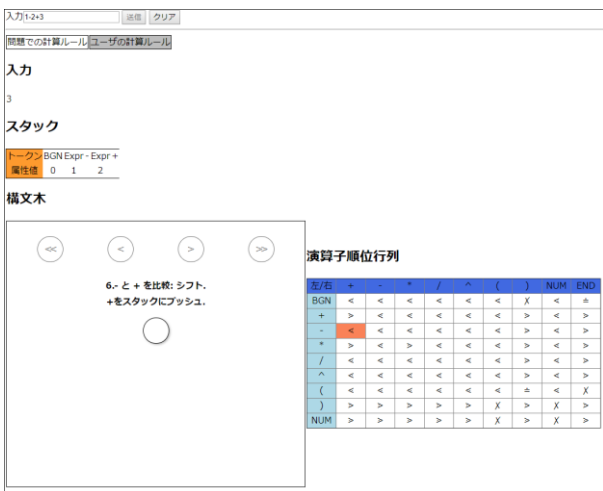 入力 1-2+3 送信 クリア
問題での計算ルール ユーザの計算ルール
入力
3
スタック
トークン BGN Expr - Expr +
属性値 0 1 2
構文木
<< < > >>
6.- と + を比較: シフト.
+をスタックにプッシュ.
演算子順位行列
左/右 + - * / ^ ( ) NUM END
BGN < < < < < < X < ≐
+ > < < < < < > < >
- < < < < < < > < >
* > < > < < < > < >
/ < < < < < < > < >
^ < < < < < < > < >
( < < < < < < ≐ < X
) > > > > > X > X >
NUM > > > > > X > X >